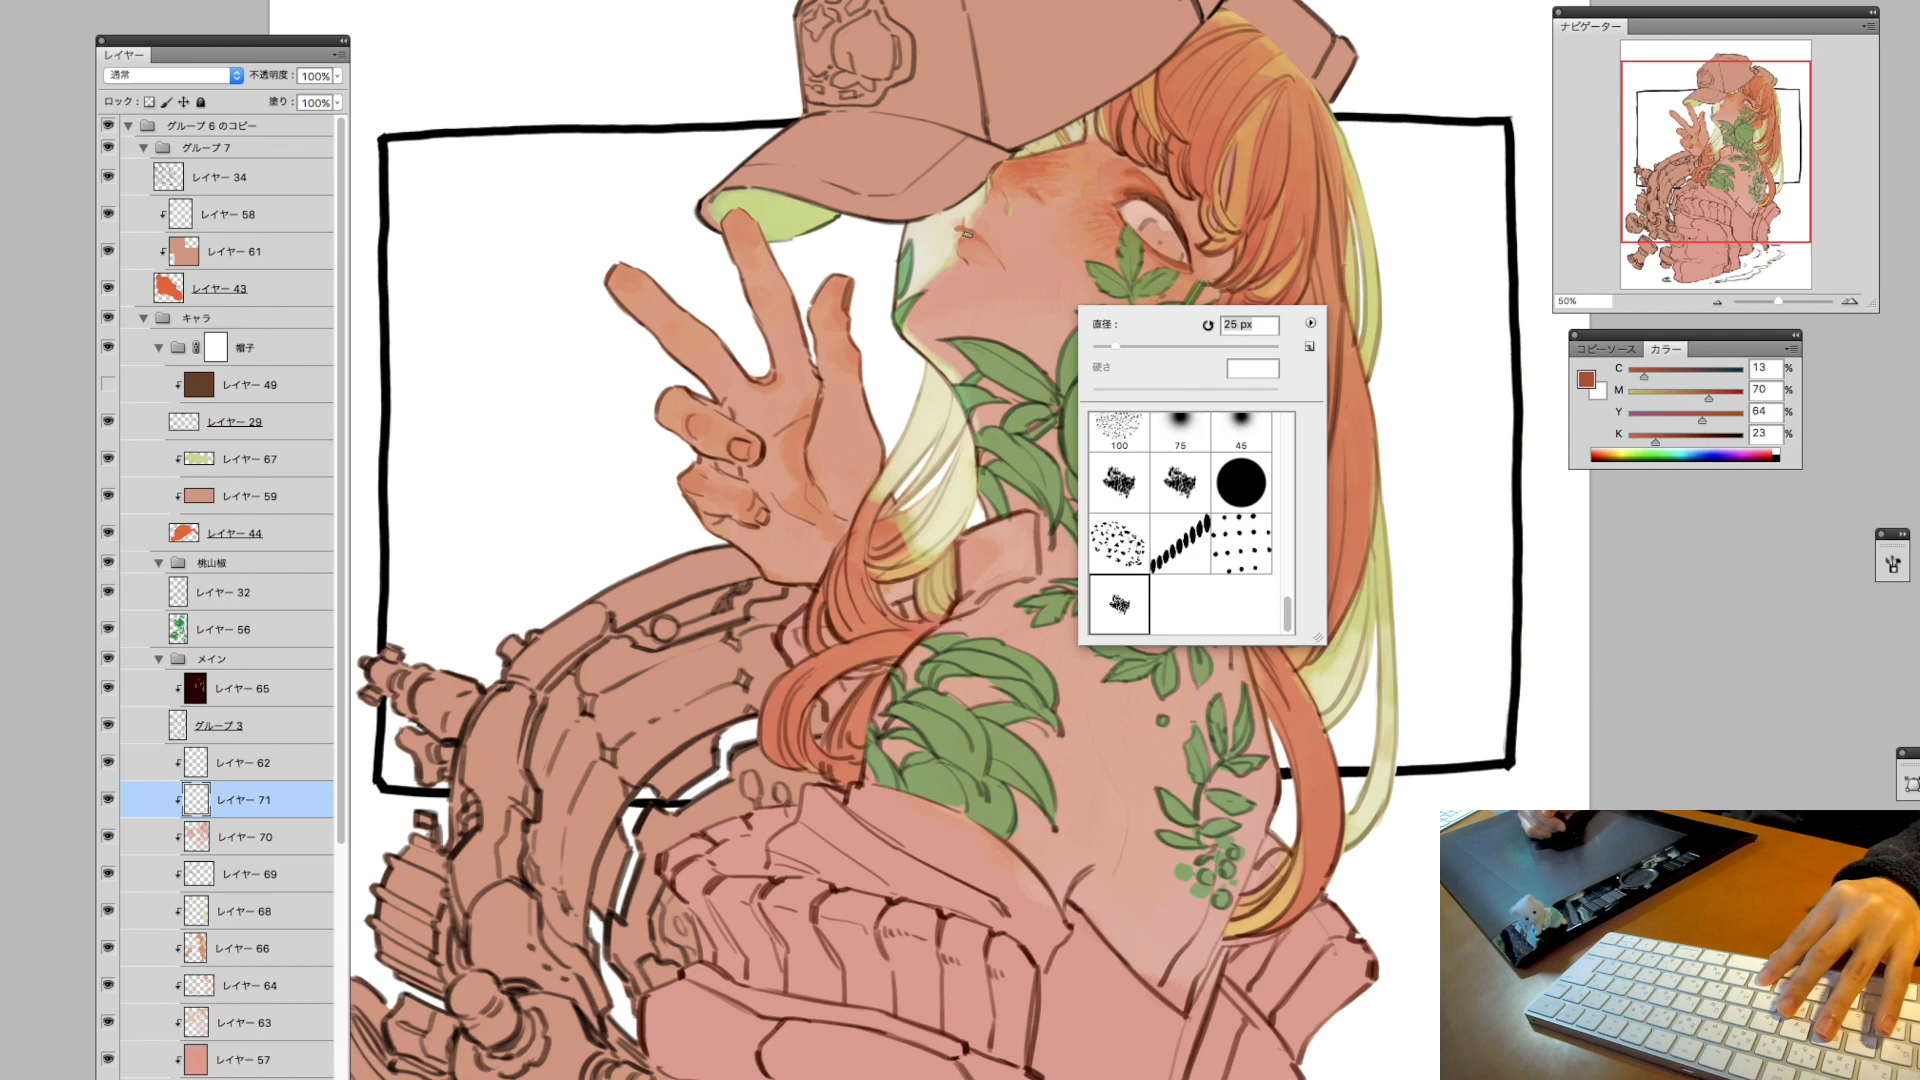 レイヤー
通常
不透明度：
100%
ロック：
塗り：
100%
グループ 6 のコピー
グループ 7
レイヤー 34
レイヤー 58
レイヤー 61
レイヤー 43
キャラ
帽子
レイヤー 49
レイヤー 29
レイヤー 67
レイヤー 59
レイヤー 44
桃山椒
レイヤー 32
レイヤー 56
メイン
レイヤー 65
グループ 3
レイヤー 62
レイヤー 71
レイヤー 70
レイヤー 69
レイヤー 68
レイヤー 66
レイヤー 64
レイヤー 63
レイヤー 57
直径：
25 px
硬さ
100
75
45
ナビゲーター
50%
コピーソース
カラー
C 13 %
M 70 %
Y 64 %
K 23 %